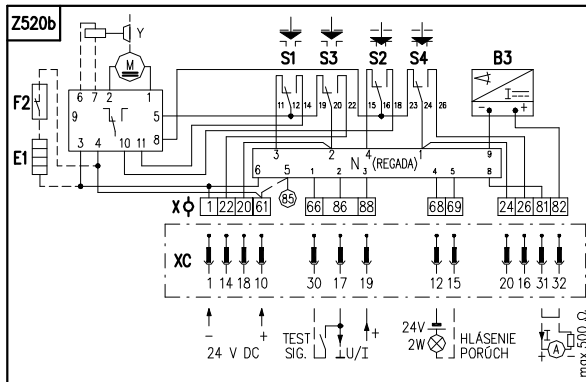 Z520b
Y
M
S1 S3 S2 S4 B3
F2
E1
6 7 2 1
9 5
8
3 4 10 11
11 12 14 19 20 22 15 16 18 23 24 26
I
- +
3 2 4 1 9
N (REGADA)
6 5 1 2 3 4 5 8
85
X 1 22 20 61 66 86 88 68 69 24 26 81 82
XC
1 14 18 10 30 17 19 12 15 20 16 31 32
- +
24 V DC
TEST
SIG.
⊥U/I +
24V
2W
HLÁSENIE
PORÚCH
I
+ A -
max.500 Ω